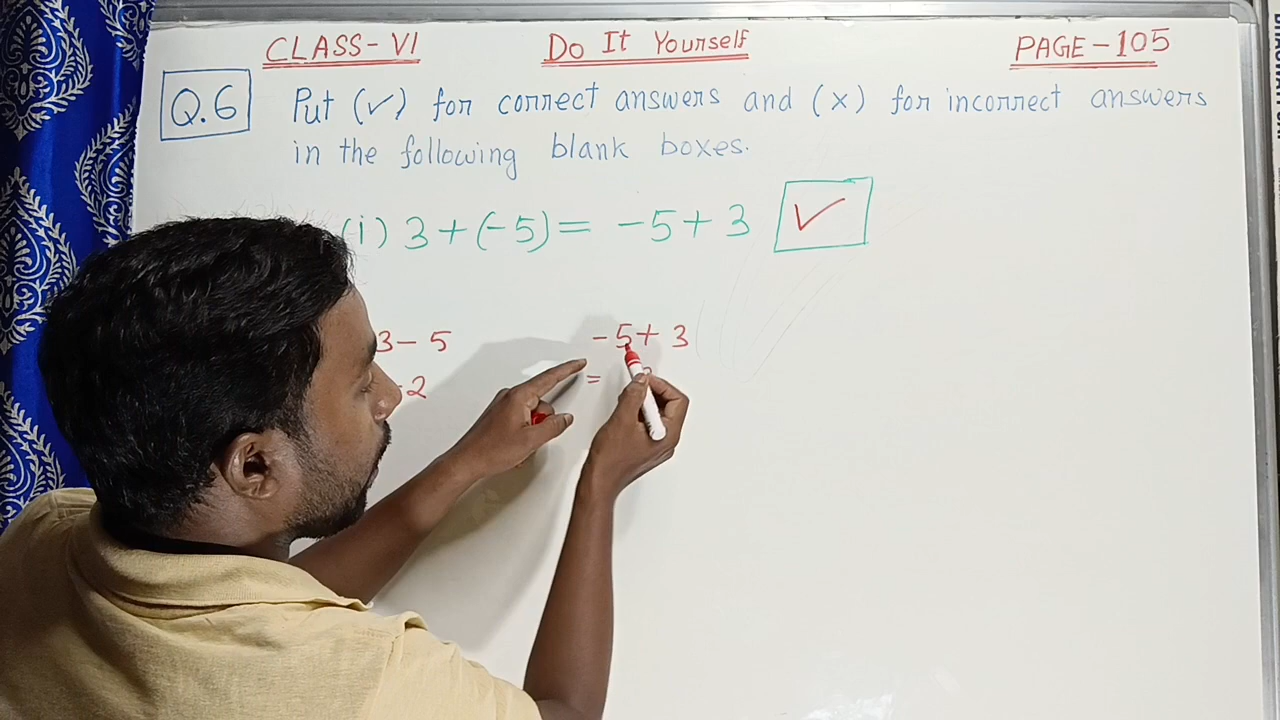 CLASS-VI Do It Yourself PAGE-105
Q.6 Put (✓) for correct answers and (x) for incorrect answers
in the following blank boxes.
(i) 3+(-5)= -5+3 ✓
3-5 -5+ 3
-2 =